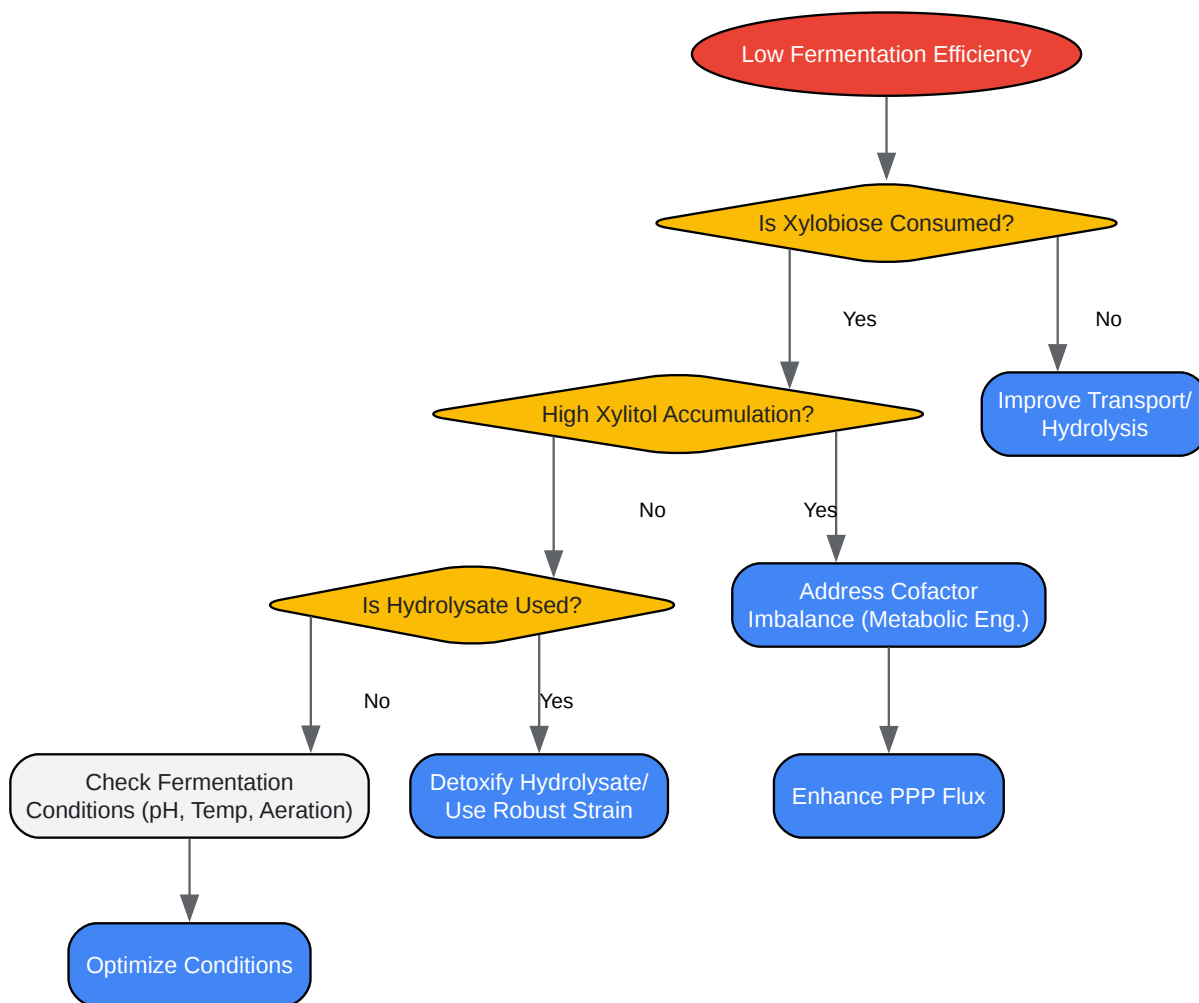 Low Fermentation Efficiency
Is Xylobiose Consumed?
Yes
No
Improve Transport/
Hydrolysis
High Xylitol Accumulation?
No
Yes
Address Cofactor
Imbalance (Metabolic Eng.)
Is Hydrolysate Used?
No
Yes
Check Fermentation
Conditions (pH, Temp, Aeration)
Detoxify Hydrolysate/
Use Robust Strain
Enhance PPP Flux
Optimize Conditions